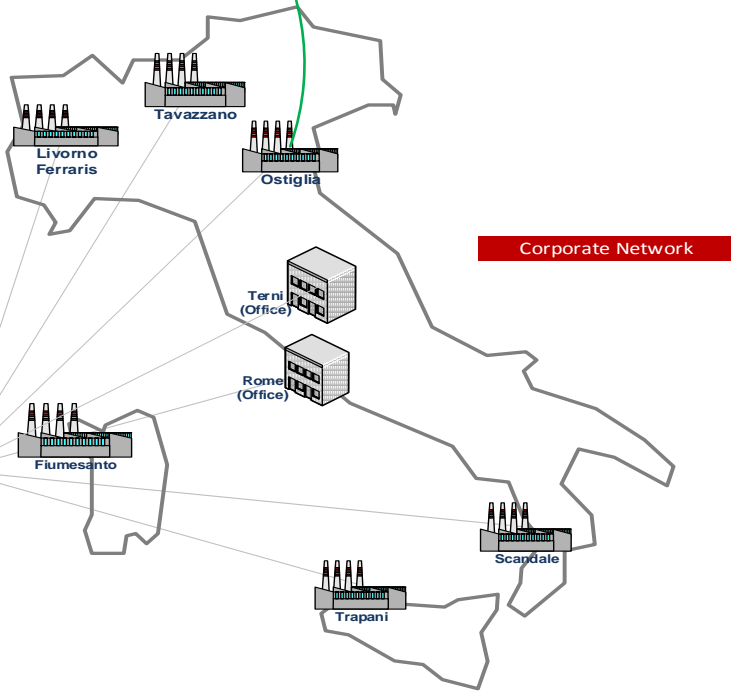 Tavazzano
Livorno
Ferraris
Ostiglia
Corporate Network
Terni
(Office)
Rome
(Office)
Fiumesanto
Scandale
Trapani